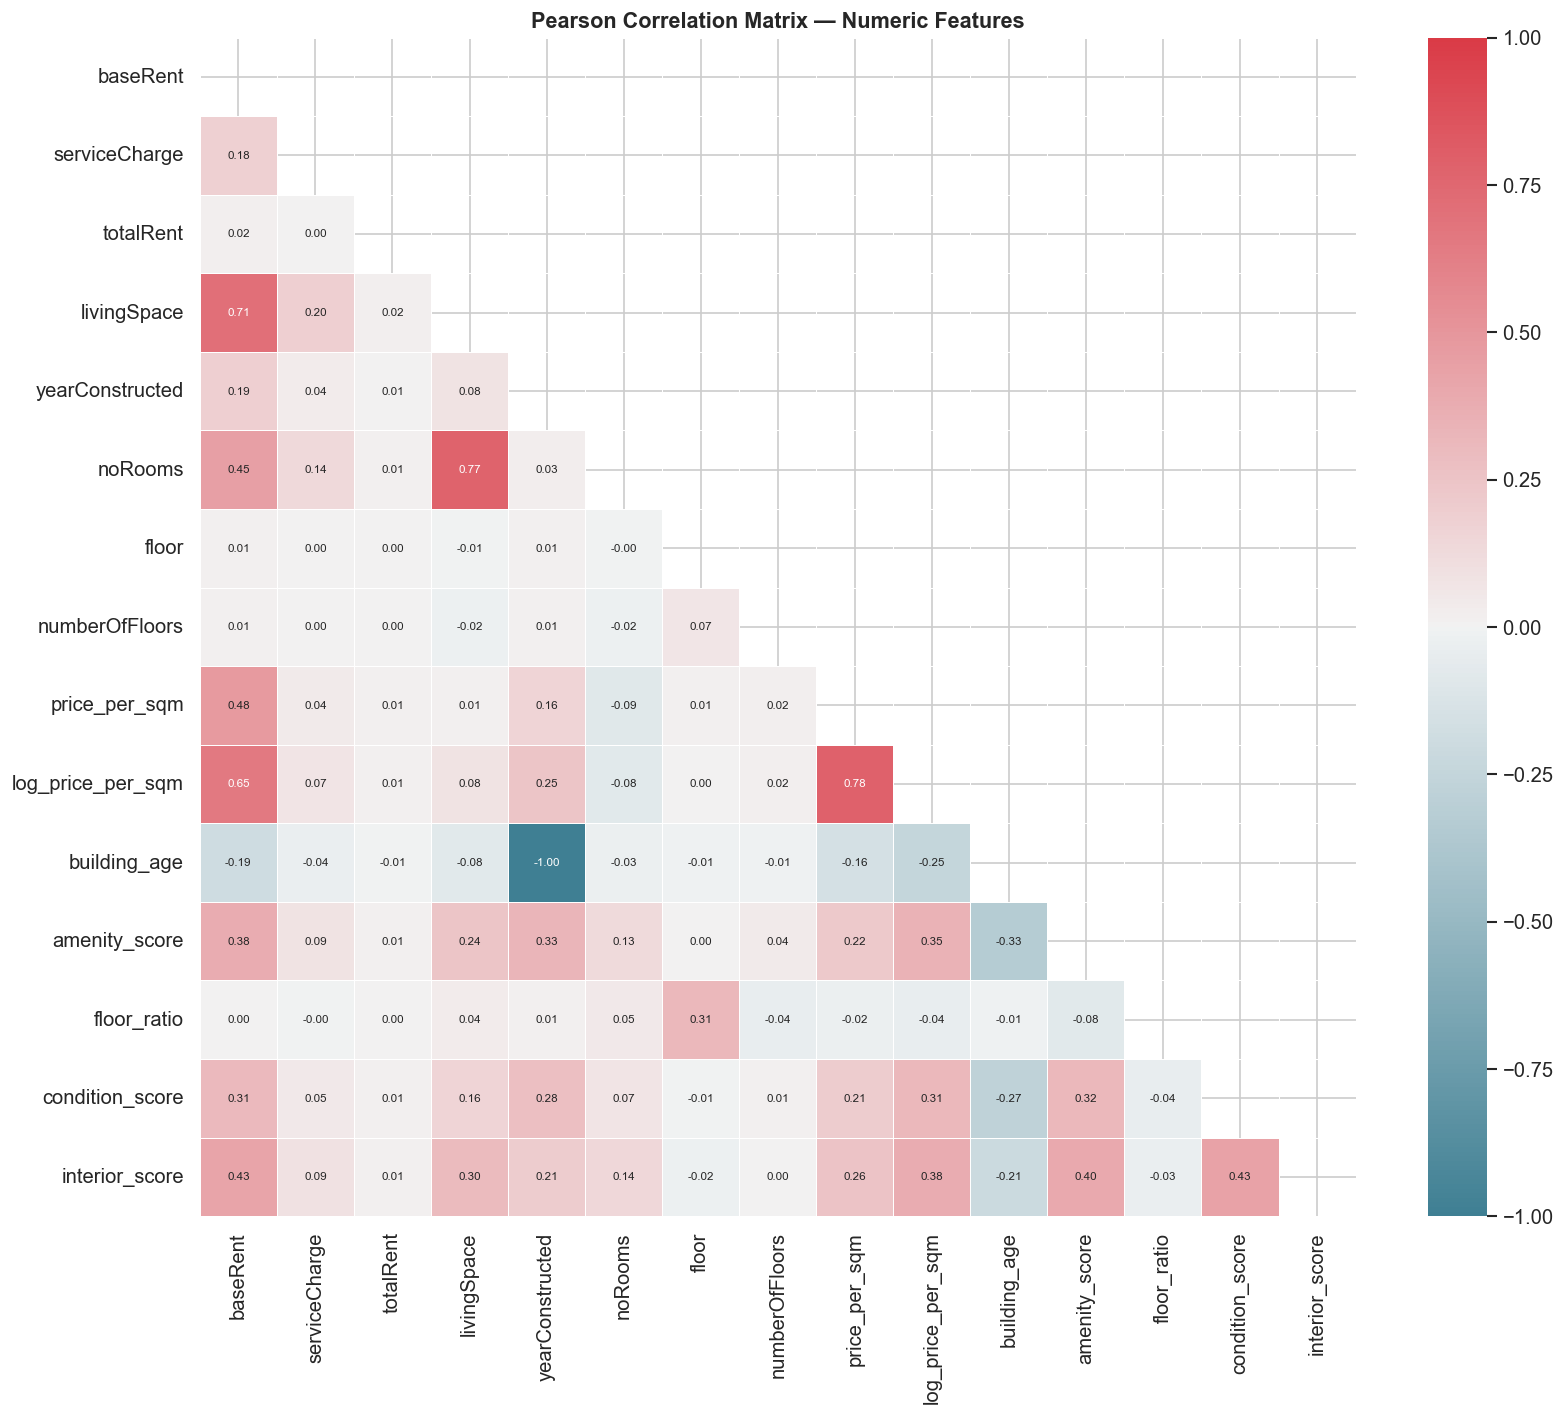 Pearson Correlation Matrix — Numeric Features
baseRent
serviceCharge 0.18
totalRent 0.02 0.00
livingSpace 0.71 0.20 0.02
yearConstructed 0.19 0.04 0.01 0.08
noRooms 0.45 0.14 0.01 0.77 0.03
floor 0.01 0.00 0.00 -0.01 0.01 -0.00
numberOfFloors 0.01 0.00 0.00 -0.02 0.01 -0.02 0.07
price_per_sqm 0.48 0.04 0.01 0.01 0.16 -0.09 0.01 0.02
log_price_per_sqm 0.65 0.07 0.01 0.08 0.25 -0.08 0.00 0.02 0.78
building_age -0.19 -0.04 -0.01 -0.08 -1.00 -0.03 -0.01 -0.01 -0.16 -0.25
amenity_score 0.38 0.09 0.01 0.24 0.33 0.13 0.00 0.04 0.22 0.35 -0.33
floor_ratio 0.00 -0.00 0.00 0.04 0.01 0.05 0.31 -0.04 -0.02 -0.04 -0.01 -0.08
condition_score 0.31 0.05 0.01 0.16 0.28 0.07 -0.01 0.01 0.21 0.31 -0.27 0.32 -0.04
interior_score 0.43 0.09 0.01 0.30 0.21 0.14 -0.02 0.00 0.26 0.38 -0.21 0.40 -0.03 0.43
baseRent
serviceCharge
totalRent
livingSpace
yearConstructed
noRooms
floor
numberOfFloors
price_per_sqm
log_price_per_sqm
building_age
amenity_score
floor_ratio
condition_score
interior_score
1.00
0.75
0.50
0.25
0.00
−0.25
−0.50
−0.75
−1.00